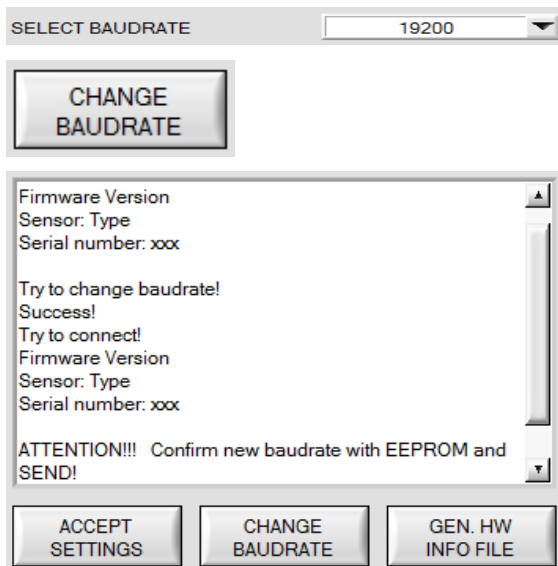 SELECT BAUDRATE 19200
CHANGE
BAUDRATE
Firmware Version
Sensor: Type
Serial number: xxx
Try to change baudrate!
Success!
Try to connect!
Firmware Version
Sensor: Type
Serial number: xxx
ATTENTION!!! Confirm new baudrate with EEPROM and
SEND!
ACCEPT
SETTINGS
CHANGE
BAUDRATE
GEN. HW
INFO FILE